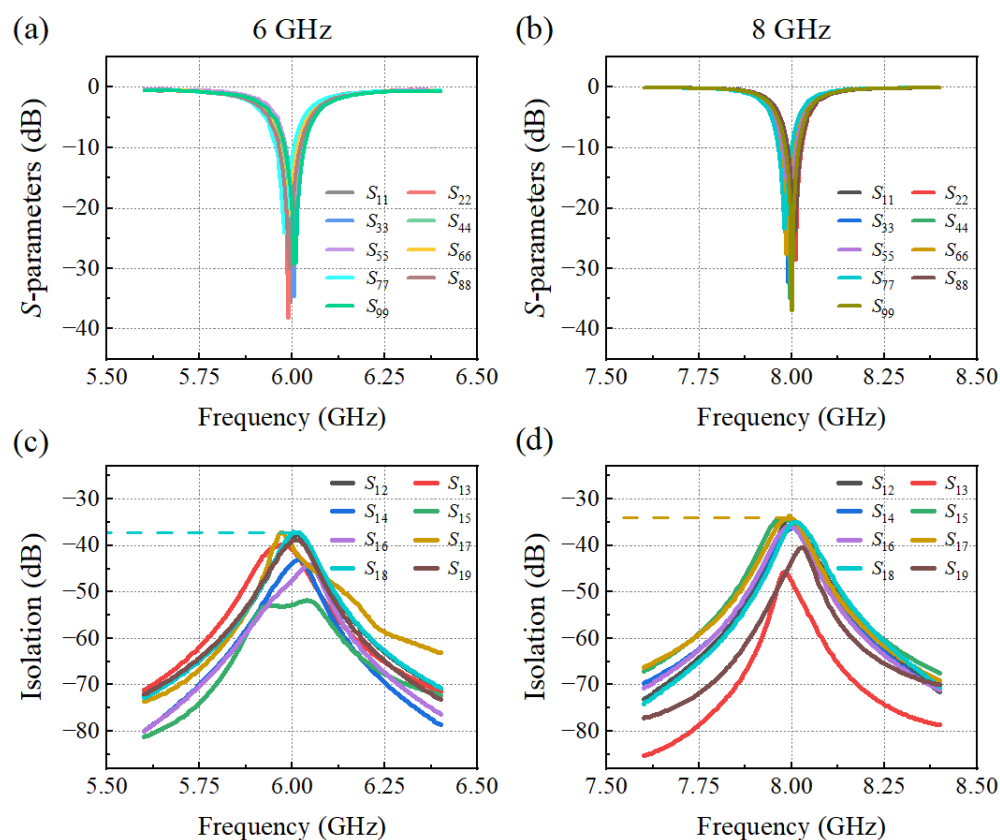 (a) 6 GHz
0
−10
−20
−30
−40
S-parameters (dB)
S11 S22
S33 S44
S55 S66
S77 S88
S99
5.50 5.75 6.00 6.25 6.50
Frequency (GHz)
(b) 8 GHz
0
−10
−20
−30
−40
S-parameters (dB)
S11 S22
S33 S44
S55 S66
S77 S88
S99
7.50 7.75 8.00 8.25 8.50
Frequency (GHz)
(c)
−30
−40
−50
−60
−70
−80
Isolation (dB)
S12 S13
S14 S15
S16 S17
S18 S19
5.50 5.75 6.00 6.25 6.50
Frequency (GHz)
(d)
−30
−40
−50
−60
−70
−80
Isolation (dB)
S12 S13
S14 S15
S16 S17
S18 S19
7.50 7.75 8.00 8.25 8.50
Frequency (GHz)